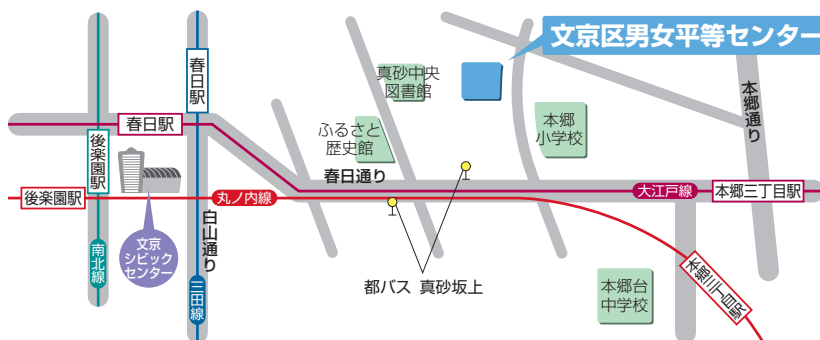 文京区男女平等センター
春日駅
真砂中央
図書館
本郷通り
春日駅
ふるさと
歴史館
本郷
小学校
後楽園駅
春日通り
大江戸線
本郷三丁目駅
後楽園駅
丸ノ内線
白山通り
文京
シビック
センター
南北線
三田線
都バス 真砂坂上
本郷台
中学校
本郷三丁目駅